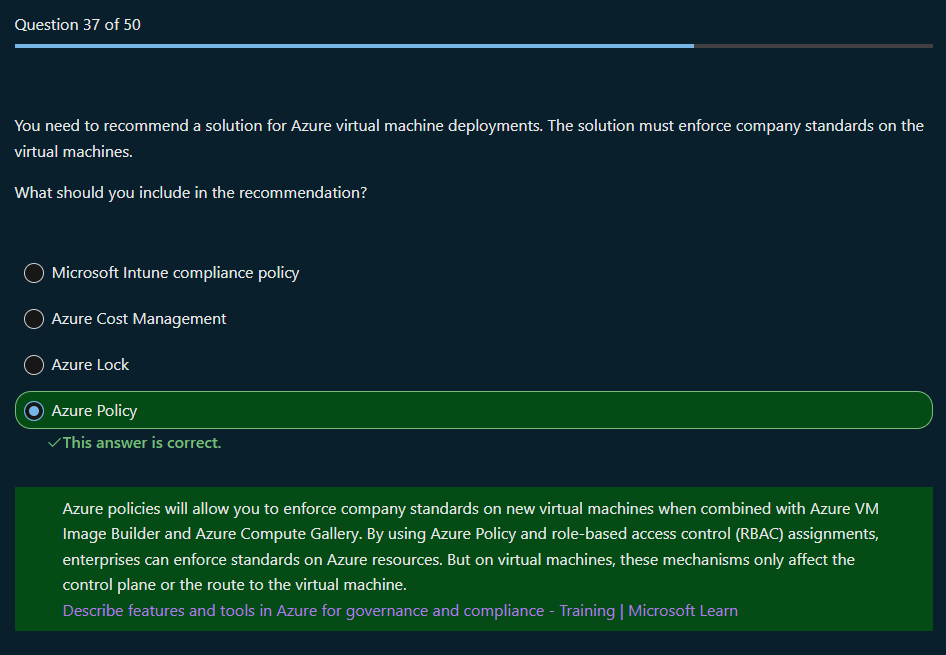 Question 37 of 50
You need to recommend a solution for Azure virtual machine deployments. The solution must enforce company standards on the
virtual machines.
What should you include in the recommendation?
Microsoft Intune compliance policy
Azure Cost Management
Azure Lock
Azure Policy
✓This answer is correct.
Azure policies will allow you to enforce company standards on new virtual machines when combined with Azure VM
Image Builder and Azure Compute Gallery. By using Azure Policy and role-based access control (RBAC) assignments,
enterprises can enforce standards on Azure resources. But on virtual machines, these mechanisms only affect the
control plane or the route to the virtual machine.
Describe features and tools in Azure for governance and compliance - Training | Microsoft Learn